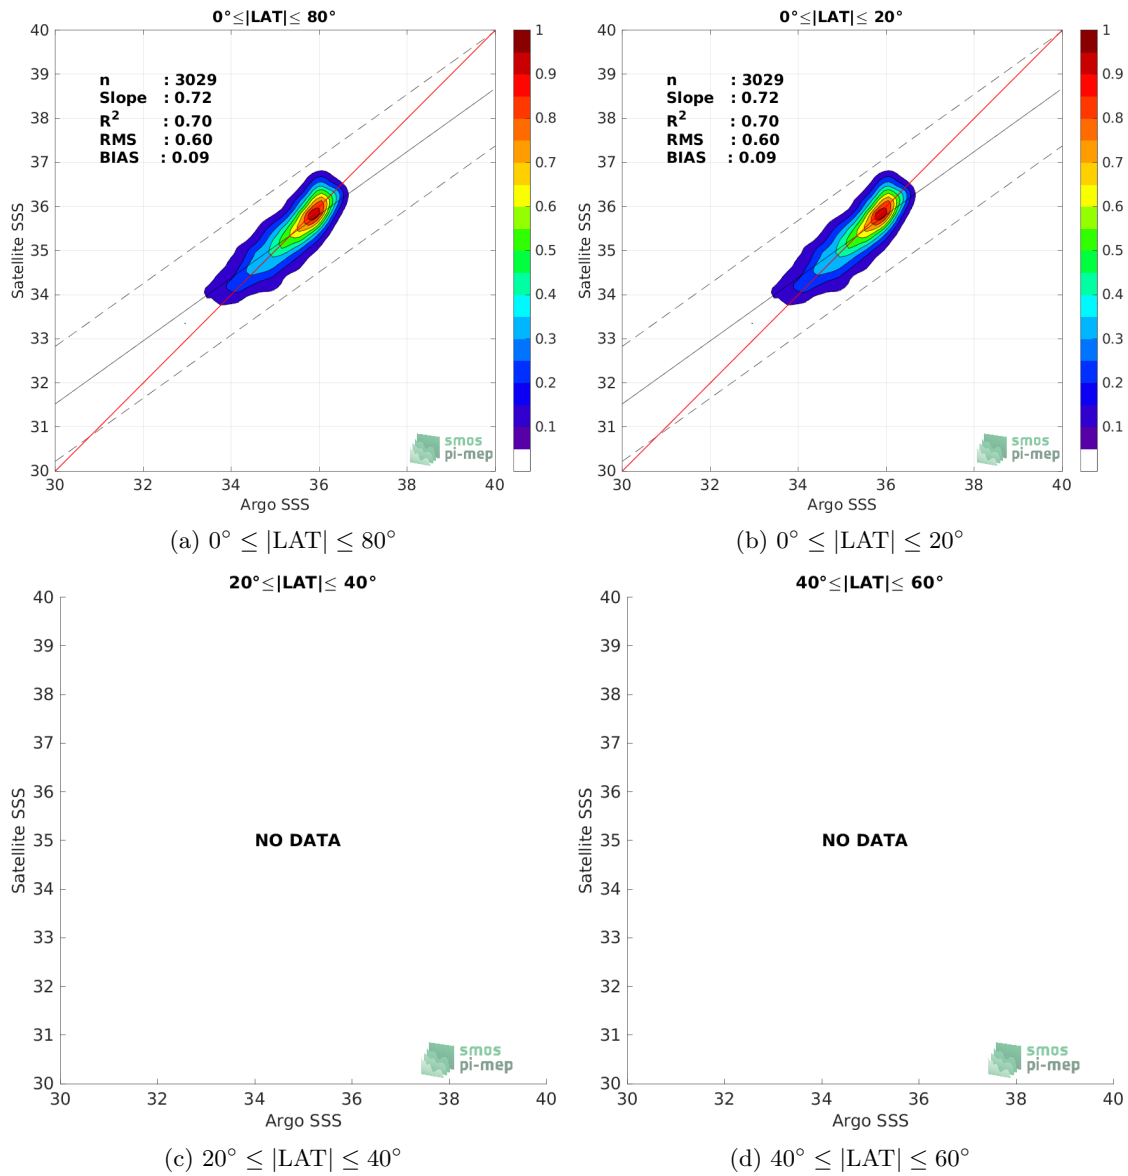 0°≤|LAT|≤ 80°
40
39
38
37
36
35
34
33
32
31
30
Satellite SSS
n : 3029
Slope : 0.72
R² : 0.70
RMS : 0.60
BIAS : 0.09
smos
pi-mep
30 32 34 36 38 40
Argo SSS
1
0.9
0.8
0.7
0.6
0.5
0.4
0.3
0.2
0.1
(a) 0° ≤ |LAT| ≤ 80°
0°≤|LAT|≤ 20°
40
39
38
37
36
35
34
33
32
31
30
Satellite SSS
n : 3029
Slope : 0.72
R² : 0.70
RMS : 0.60
BIAS : 0.09
smos
pi-mep
30 32 34 36 38 40
Argo SSS
1
0.9
0.8
0.7
0.6
0.5
0.4
0.3
0.2
0.1
(b) 0° ≤ |LAT| ≤ 20°
20°≤|LAT|≤ 40°
40
39
38
37
36
35
34
33
32
31
30
Satellite SSS
NO DATA
smos
pi-mep
30 32 34 36 38 40
Argo SSS
(c) 20° ≤ |LAT| ≤ 40°
40°≤|LAT|≤ 60°
40
39
38
37
36
35
34
33
32
31
30
Satellite SSS
NO DATA
smos
pi-mep
30 32 34 36 38 40
Argo SSS
(d) 40° ≤ |LAT| ≤ 60°